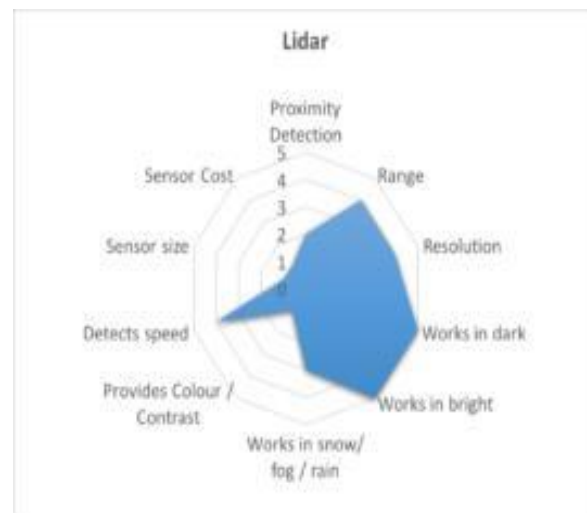 Lidar
Proximity
Detection
5
Sensor Cost
4
Range
3
Sensor size
2
Resolution
1
0
Detects speed
Works in dark
Provides Colour /
Contrast
Works in bright
Works in snow/
fog / rain